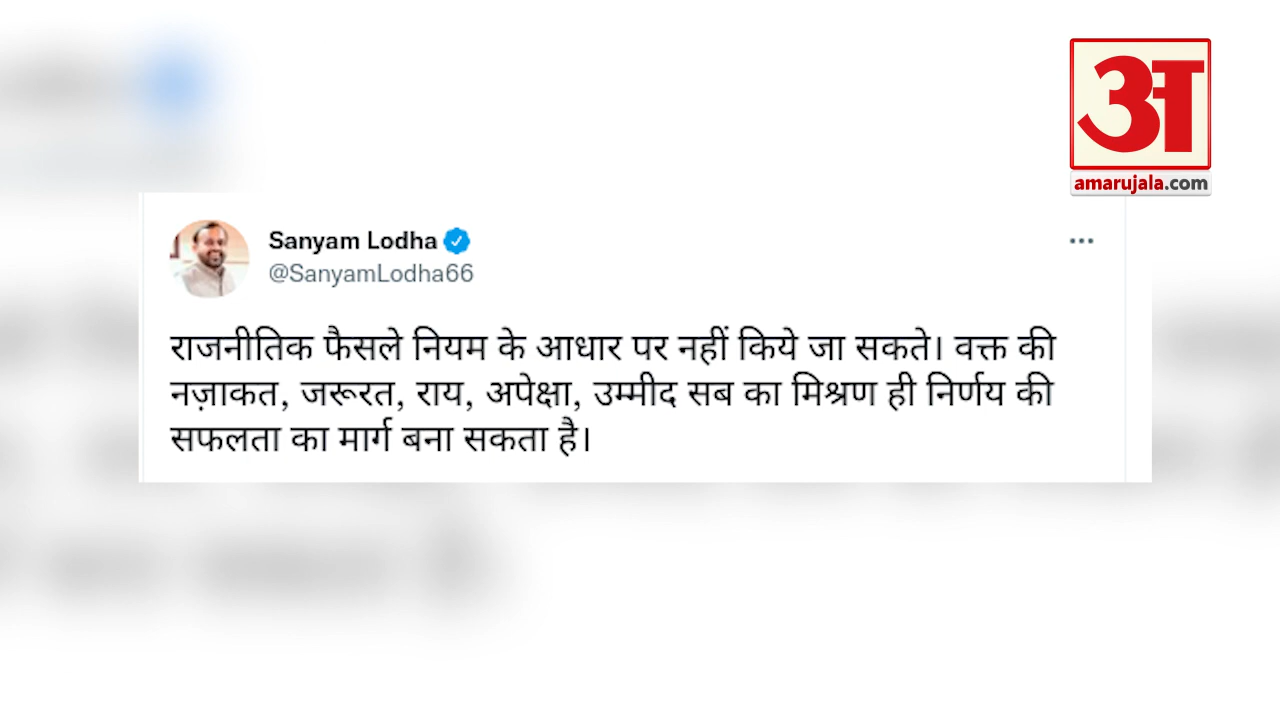 अ
amarujala.com
Sanyam Lodha
@SanyamLodha66
राजनीतिक फैसले नियम के आधार पर नहीं किये जा सकते। वक्त की
नज़ाकत, जरूरत, राय, अपेक्षा, उम्मीद सब का मिश्रण ही निर्णय की
सफलता का मार्ग बना सकता है।